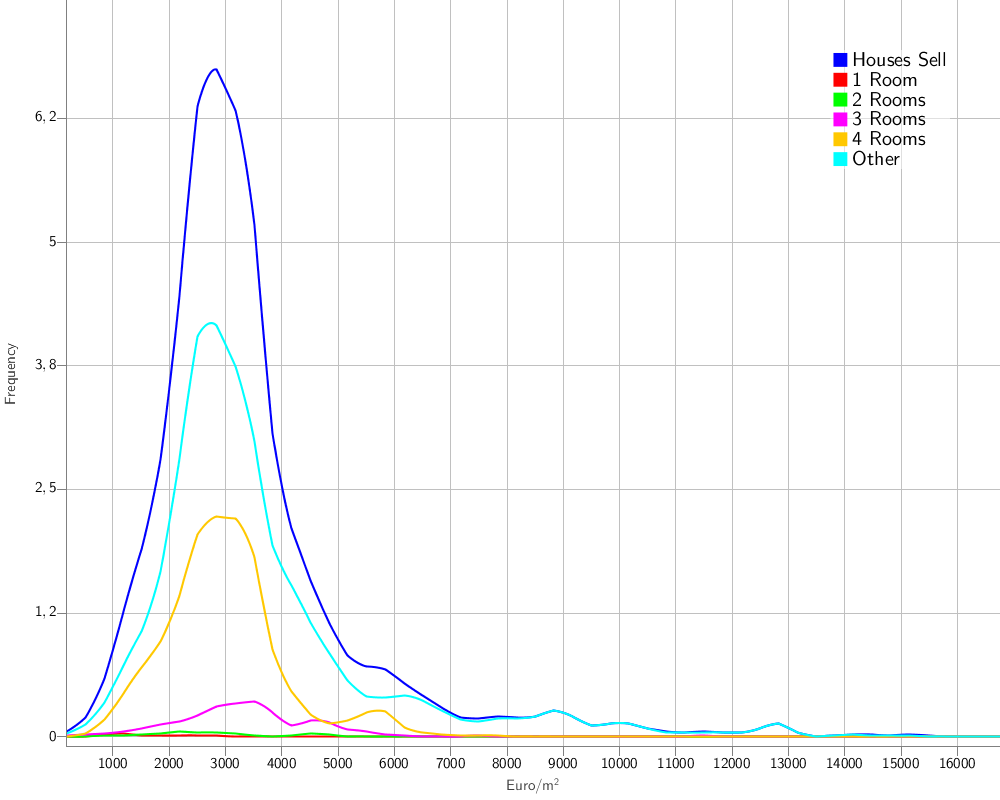 Houses Sell
1 Room
2 Rooms
3 Rooms
4 Rooms
Other
6, 2
5
3, 8
2, 5
1, 2
0
Frequency
1000 2000 3000 4000 5000 6000 7000 8000 9000 10000 11000 12000 13000 14000 15000 16000
Euro/m²